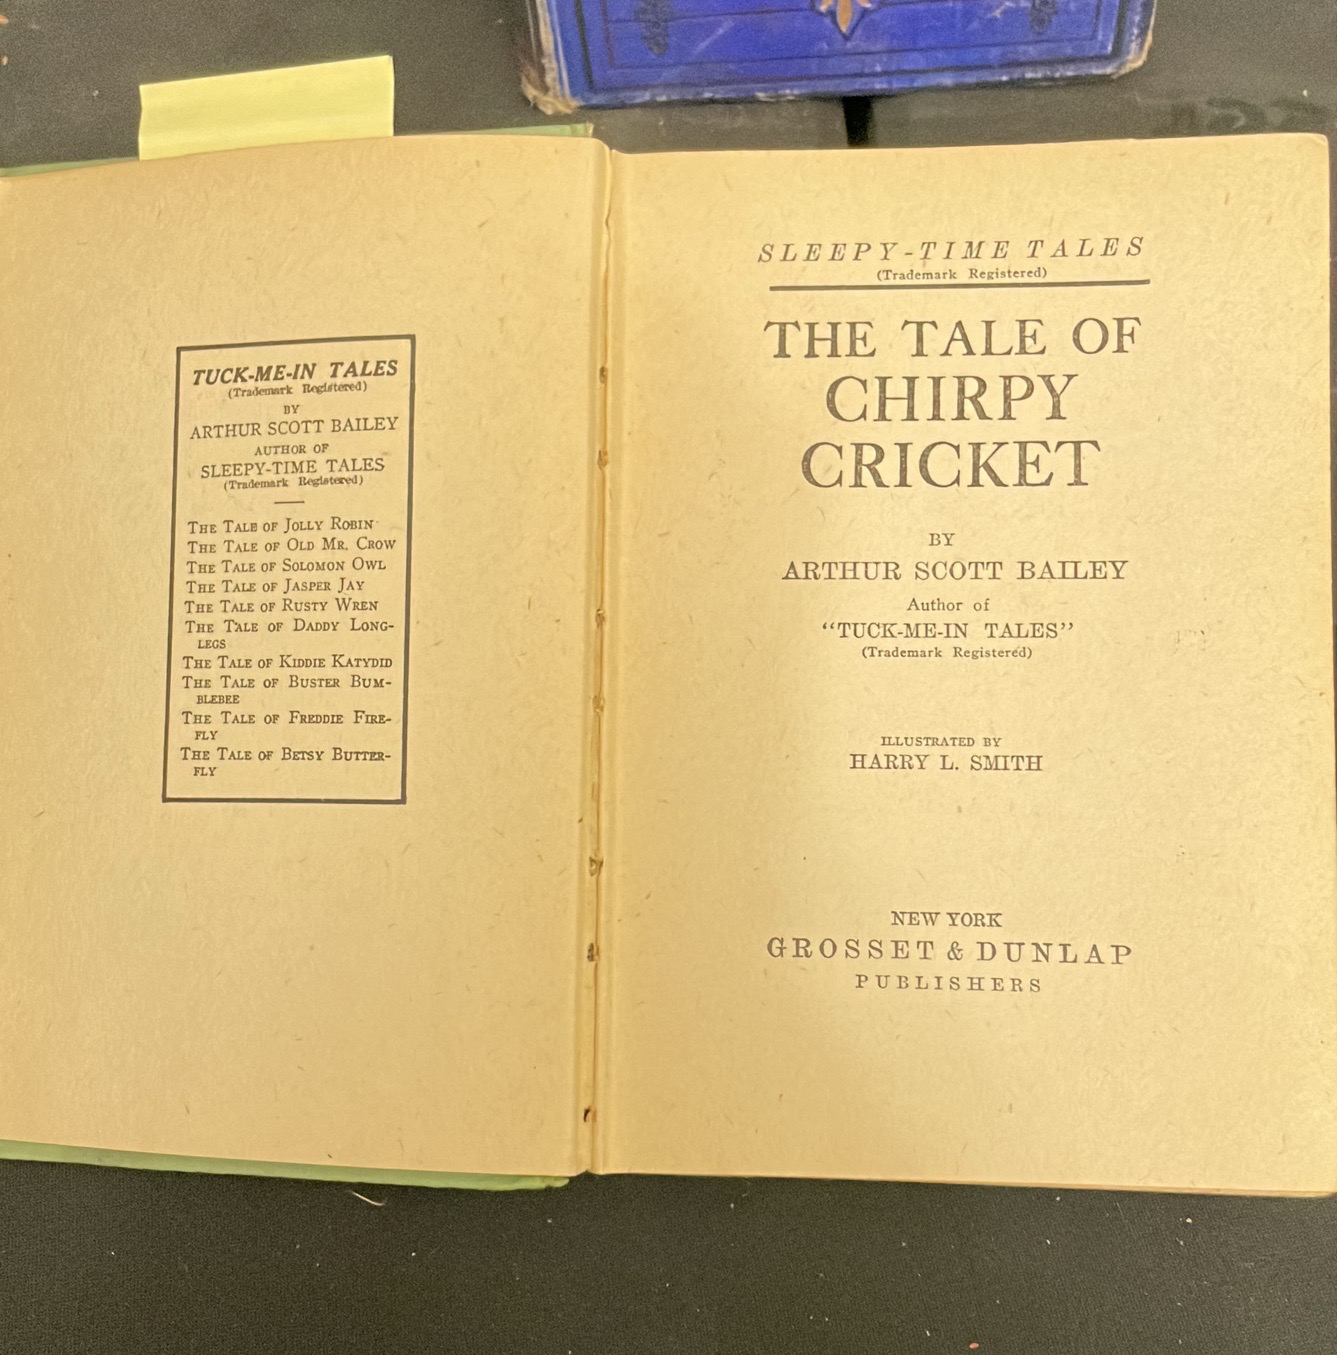 TUCK-ME-IN TALES
(Trademark Registered)
BY
ARTHUR SCOTT BAILEY
AUTHOR OF
SLEEPY-TIME TALES
(Trademark Registered)
THE TALE OF JOLLY ROBIN
THE TALE OF OLD MR. CROW
THE TALE OF SOLOMON OWL
THE TALE OF JASPER JAY
THE TALE OF RUSTY WREN
THE TALE OF DADDY LONG-
LEGS
THE TALE OF KIDDIE KATYDID
THE TALE OF BUSTER BUM-
BLEBEE
THE TALE OF FREDDIE FIRE-
FLY
THE TALE OF BETSY BUTTER-
FLY
SLEEPY-TIME TALES
(Trademark Registered)
THE TALE OF
CHIRPY
CRICKET
BY
ARTHUR SCOTT BAILEY
Author of
“TUCK-ME-IN TALES”
(Trademark Registered)
ILLUSTRATED BY
HARRY L. SMITH
NEW YORK
GROSSET & DUNLAP
PUBLISHERS